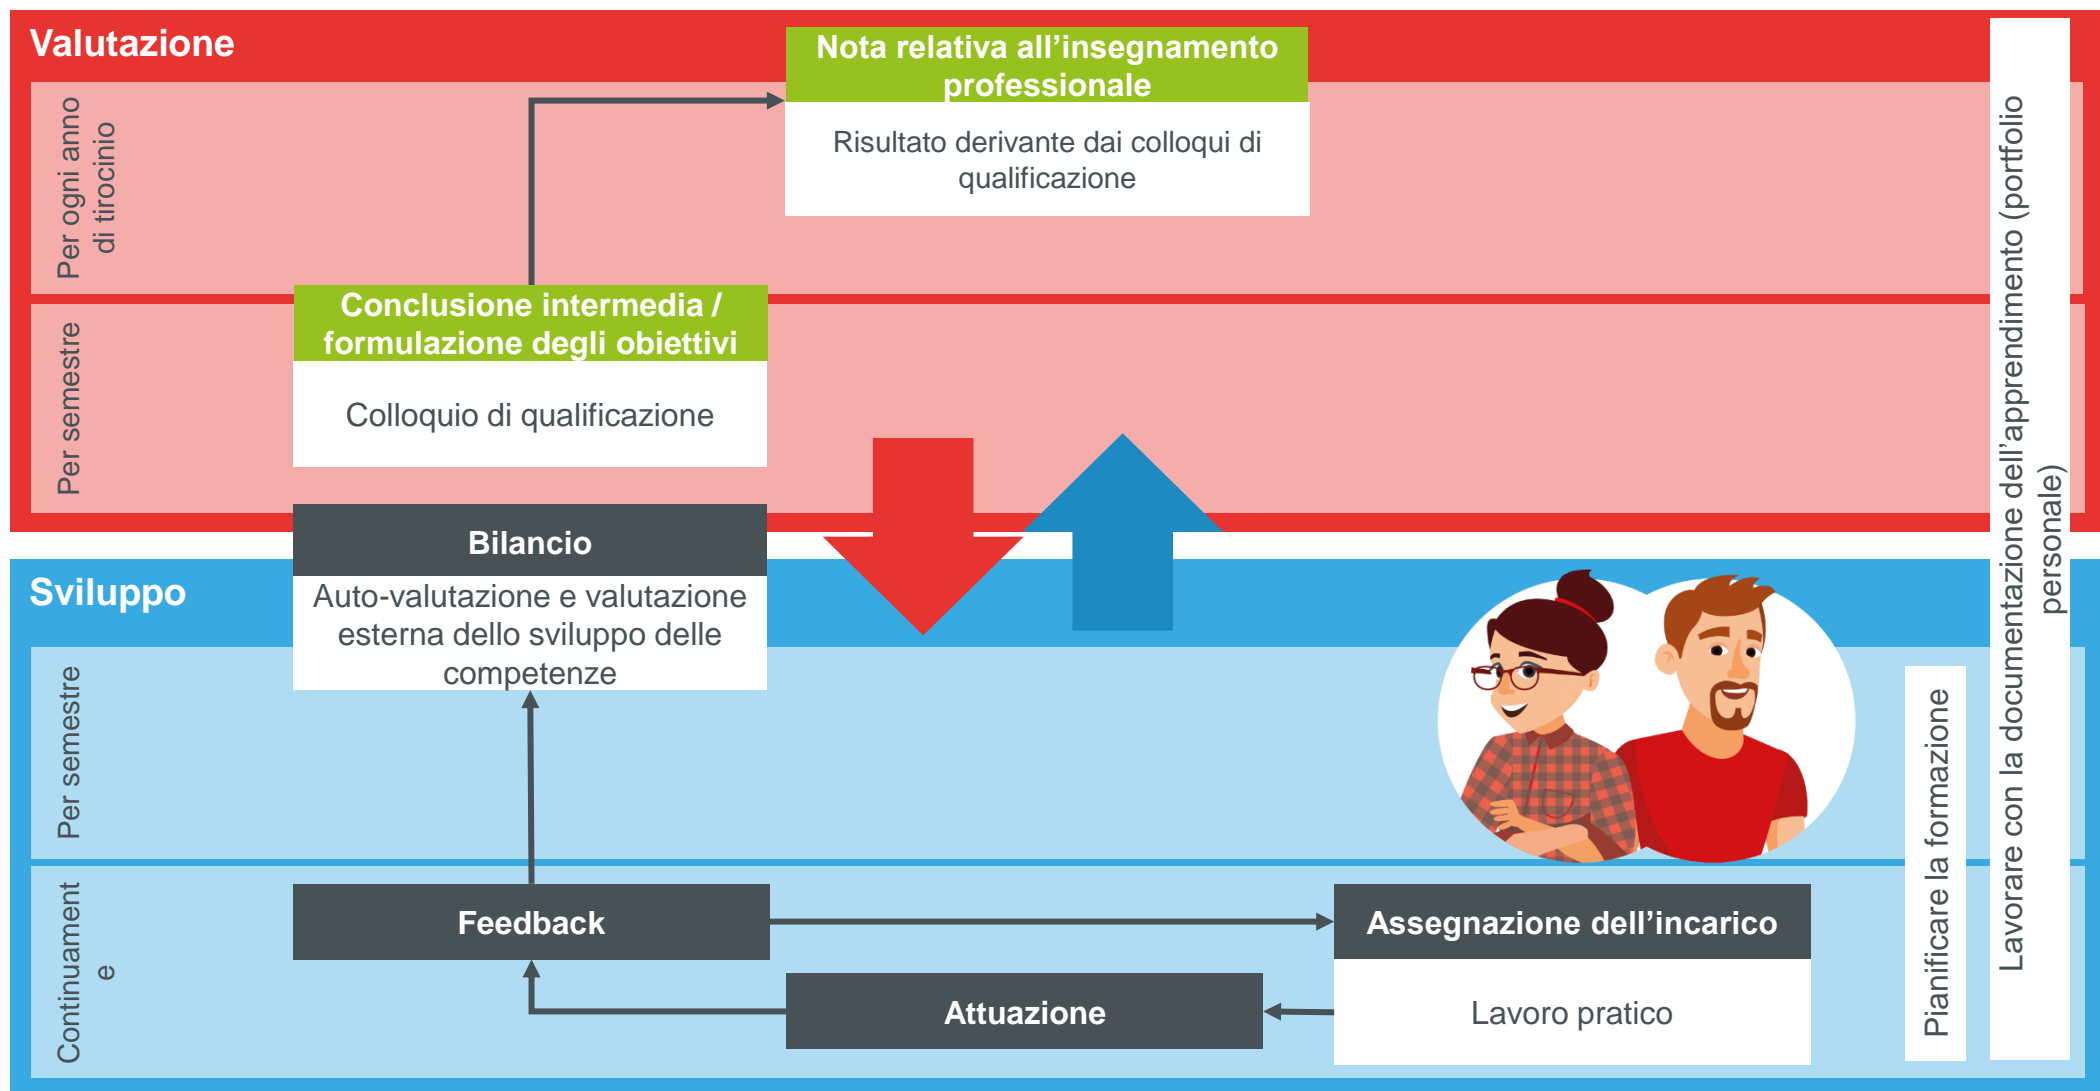 Valutazione
Nota relativa all’insegnamento
professionale
Risultato derivante dai colloqui di
qualificazione
Per ogni anno
di tirocinio
Conclusione intermedia /
formulazione degli obiettivi
Colloquio di qualificazione
Per semestre
Bilancio
Auto-valutazione e valutazione
esterna dello sviluppo delle
competenze
Sviluppo
Per semestre
Continuament
e
Feedback
Assegnazione dell’incarico
Lavoro pratico
Attuazione
Pianificare la formazione
Lavorare con la documentazione dell’apprendimento (portfolio
personale)